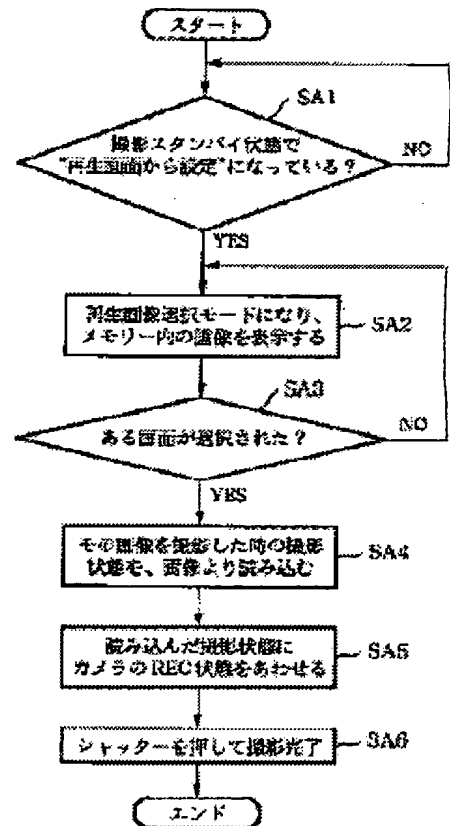 スタート
SA1
撮影スタンバイ状態で
"再生画面から設定"になっている?
NO
YES
再生画像選択モードになり、
メモリー内の画像を表示する
SA2
SA3
ある画面が選択された?
NO
YES
その画像を撮影した時の撮影
状態を、画像より読み込む
SA4
読み込んだ撮影状態に
カメラのREC状態をあわせる
SA5
シャッターを押して撮影完了
SA6
エンド